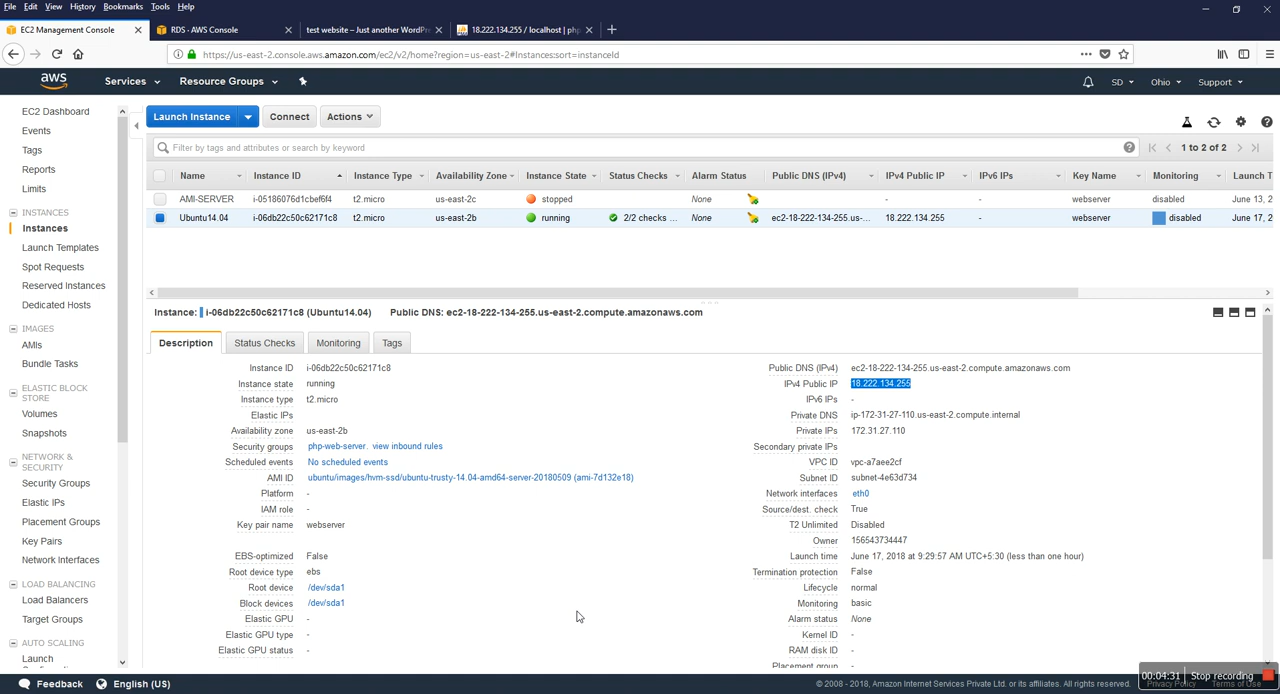 File Edit View History Bookmarks Tools Help
EC2 Management Console
RDS - AWS Console
test website – Just another WordPr
18.222.134.255 / localhost | php
https://us-east-2.console.aws.amazon.com/ec2/v2/home?region=us-east-2#Instances:sort=instanceId
aws Services Resource Groups SD Ohio Support
EC2 Dashboard
Events
Tags
Reports
Limits
INSTANCES
Instances
Launch Templates
Spot Requests
Reserved Instances
Dedicated Hosts
IMAGES
AMIs
Bundle Tasks
ELASTIC BLOCK
STORE
Volumes
Snapshots
NETWORK &
SECURITY
Security Groups
Elastic IPs
Placement Groups
Key Pairs
Network Interfaces
LOAD BALANCING
Load Balancers
Target Groups
AUTO SCALING
Launch
Launch Instance Connect Actions
Filter by tags and attributes or search by keyword
1 to 2 of 2
Name Instance ID Instance Type Availability Zone Instance State Status Checks Alarm Status Public DNS (IPv4) IPv4 Public IP IPv6 IPs Key Name Monitoring Launch T
AMI-SERVER i-05186076d1cbef6f4 t2.micro us-east-2c stopped None - - webserver disabled June 13, 2
Ubuntu14.04 i-06db22c50c62171c8 t2.micro us-east-2b running 2/2 checks ... None ec2-18-222-134-255.us-... 18.222.134.255 - webserver disabled June 17, 2
Instance: i-06db22c50c62171c8 (Ubuntu14.04) Public DNS: ec2-18-222-134-255.us-east-2.compute.amazonaws.com
Description Status Checks Monitoring Tags
Instance ID i-06db22c50c62171c8
Instance state running
Instance type t2.micro
Elastic IPs
Availability zone us-east-2b
Security groups php-web-server. view inbound rules
Scheduled events No scheduled events
AMI ID ubuntu/images/hvm-ssd/ubuntu-trusty-14.04-amd64-server-20180509 (ami-7d132e18)
Platform -
IAM role -
Key pair name webserver
EBS-optimized False
Root device type ebs
Root device /dev/sda1
Block devices /dev/sda1
Elastic GPU -
Elastic GPU type -
Elastic GPU status -
Public DNS (IPv4) ec2-18-222-134-255.us-east-2.compute.amazonaws.com
IPv4 Public IP 18.222.134.255
IPv6 IPs -
Private DNS ip-172-31-27-110.us-east-2.compute.internal
Private IPs 172.31.27.110
Secondary private IPs
VPC ID vpc-a7aee2cf
Subnet ID subnet-4e63d734
Network interfaces eth0
Source/dest. check True
T2 Unlimited Disabled
Owner 156543734447
Launch time June 17, 2018 at 9:29:57 AM UTC+5:30 (less than one hour)
Termination protection False
Lifecycle normal
Monitoring basic
Alarm status None
Kernel ID -
RAM disk ID -
Placement group -
00:04:31 Stop recording
Feedback English (US)
© 2008 - 2018, Amazon Internet Services Private Ltd. or its affiliates. All rights reserved. Privacy Policy Terms of Use